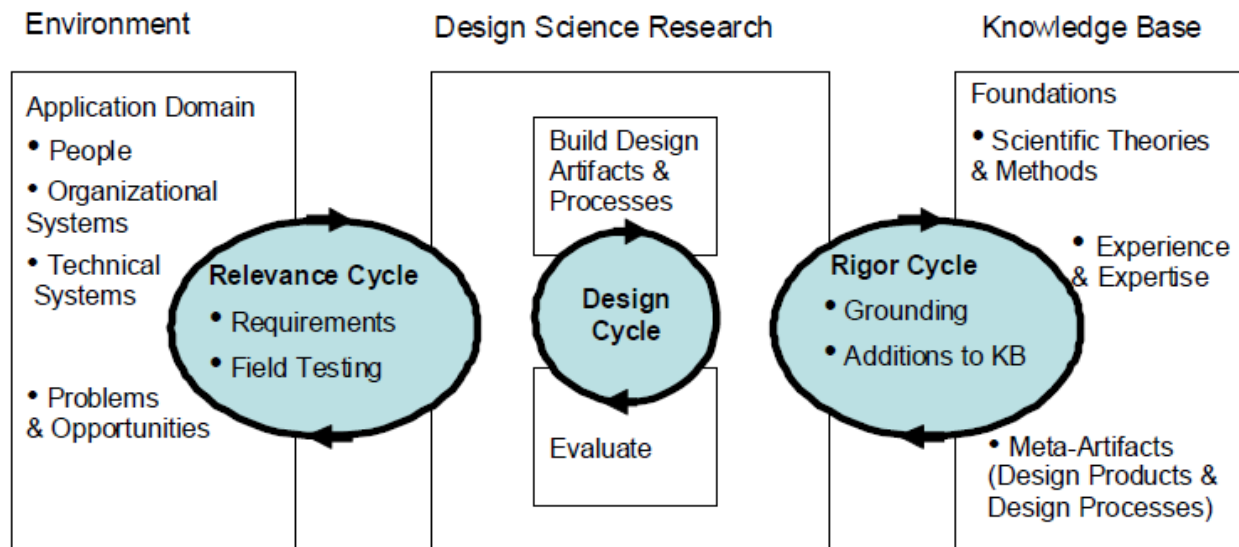 Environment
Design Science Research
Knowledge Base
Application Domain
• People
• Organizational
Systems
• Technical
Systems
• Problems
& Opportunities
Relevance Cycle
• Requirements
• Field Testing
Build Design
Artifacts &
Processes
Design
Cycle
Evaluate
Rigor Cycle
• Grounding
• Additions to KB
Foundations
• Scientific Theories
& Methods
• Experience
& Expertise
• Meta-Artifacts
(Design Products &
Design Processes)